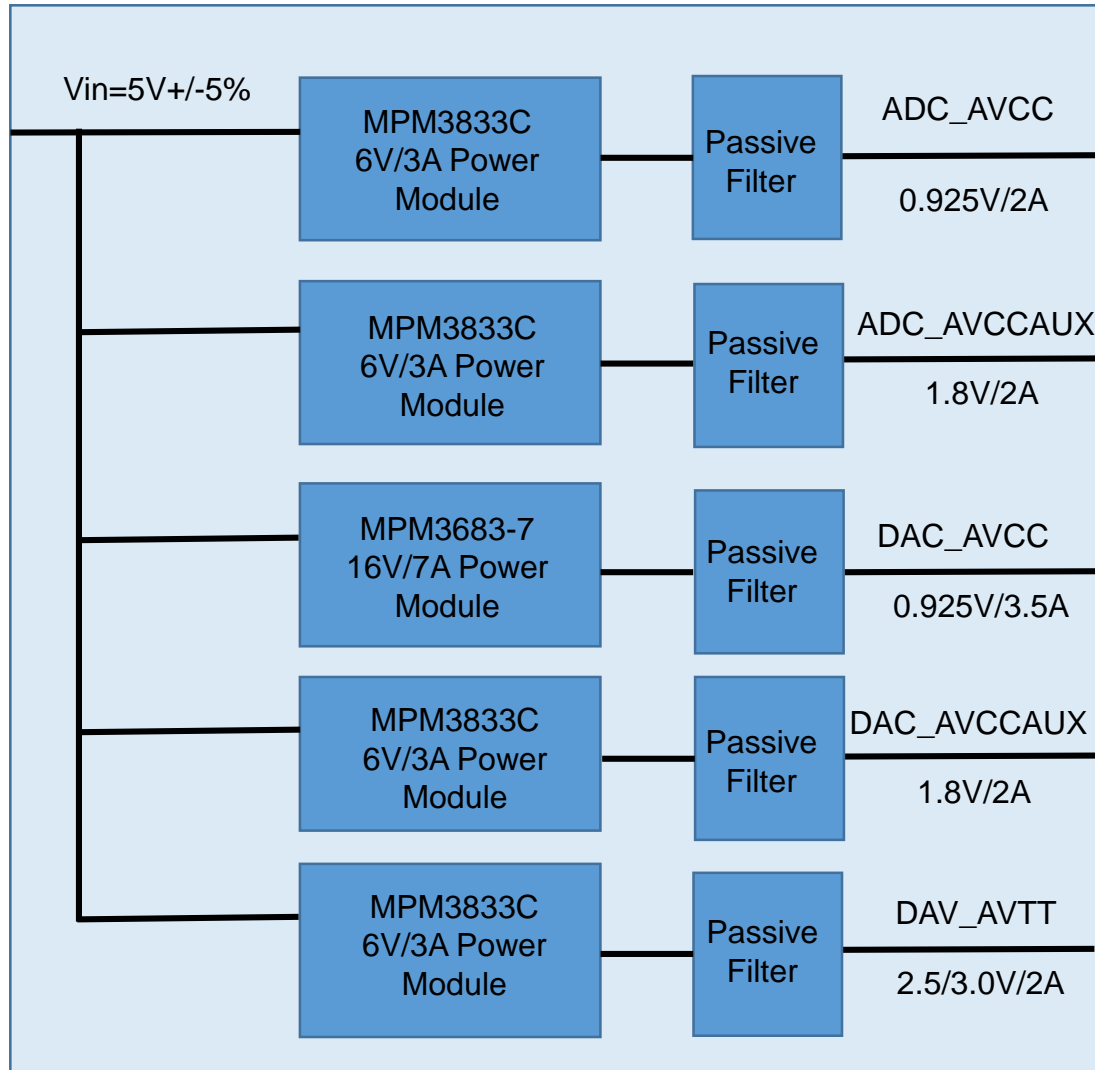 Vin=5V+/-5%
MPM3833C
6V/3A Power
Module
Passive
Filter
ADC_AVCC
0.925V/2A
MPM3833C
6V/3A Power
Module
Passive
Filter
ADC_AVCCAUX
1.8V/2A
MPM3683-7
16V/7A Power
Module
Passive
Filter
DAC_AVCC
0.925V/3.5A
MPM3833C
6V/3A Power
Module
Passive
Filter
DAC_AVCCAUX
1.8V/2A
MPM3833C
6V/3A Power
Module
Passive
Filter
DAV_AVTT
2.5/3.0V/2A